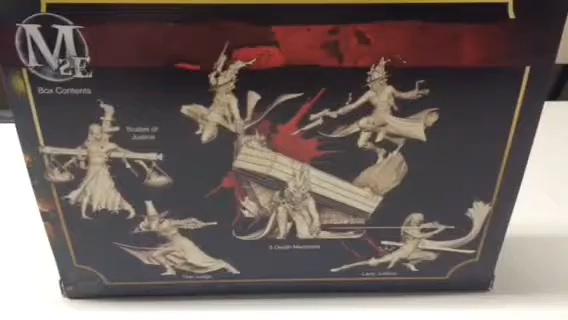 M2E
Box Contents
Scales of
Justice
3 Death Marshals
The Judge
Lady Justice